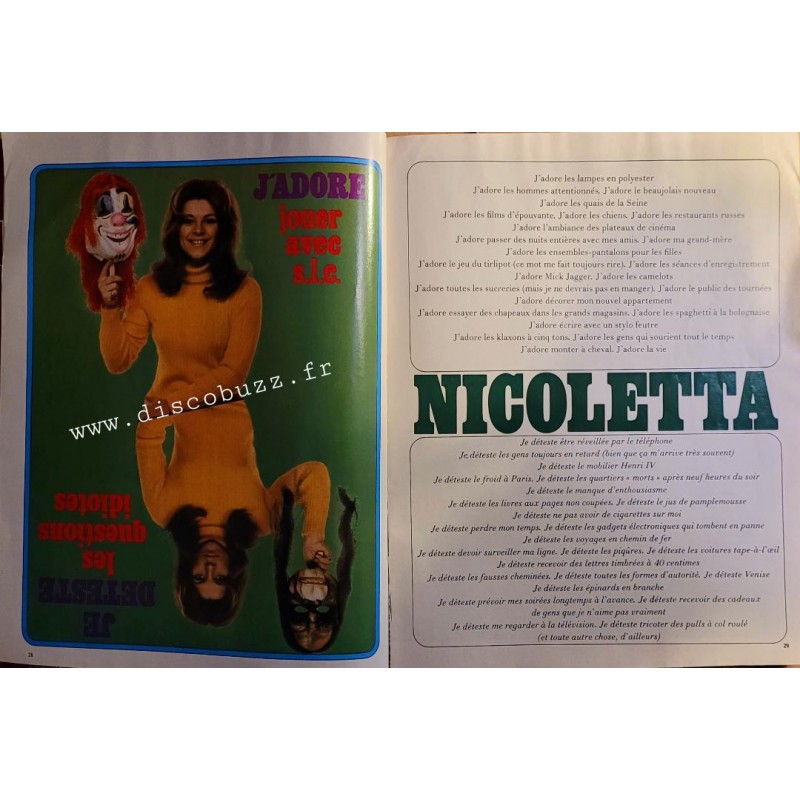 J'ADORE
jouer
avec
s.l.c.
www.discobuzz.fr
JE
DETESTE
les
questions
idiotes
28
J'adore les lampes en polyester
J'adore les hommes attentionnés. J'adore le beaujolais nouveau
J'adore les quais de la Seine
J'adore les films d'épouvante. J'adore les chiens. J'adore les restaurants russes
J'adore l'ambiance des plateaux de cinéma
J'adore passer des nuits entières avec mes amis. J'adore ma grand-mère
J'adore les ensembles-pantalons pour les filles
J'adore le jeu du tirlipot (ce mot me fait toujours rire). J'adore les séances d'enregistrement
J'adore Mick Jagger. J'adore les camelots
J'adore toutes les sucreries (mais je ne devrais pas en manger). J'adore le public des tournées
J'adore décorer mon nouvel appartement
J'adore essayer des chapeaux dans les grands magasins. J'adore les spaghetti à la bolognaise
J'adore écrire avec un stylo feutre
J'adore les klaxons à cinq tons. J'adore les gens qui sourient tout le temps
J'adore monter à cheval. J'adore la vie
NICOLETTA
Je déteste être réveillée par le téléphone
Je déteste les gens toujours en retard (bien que ça m'arrive très souvent)
Je déteste le mobilier Henri IV
Je déteste le froid à Paris. Je déteste les quartiers « morts » après neuf heures du soir
Je déteste le manque d'enthousiasme
Je déteste les livres aux pages non coupées. Je déteste le jus de pamplemousse
Je déteste ne pas avoir de cigarettes sur moi
Je déteste perdre mon temps. Je déteste les gadgets électroniques qui tombent en panne
Je déteste les voyages en chemin de fer
Je déteste devoir surveiller ma ligne. Je déteste les piqûres. Je déteste les voitures tape-à-l'œil
Je déteste recevoir des lettres timbrées à 40 centimes
Je déteste les fausses cheminées. Je déteste toutes les formes d'autorité. Je déteste Venise
Je déteste les épinards en branche
Je déteste prévoir mes soirées longtemps à l'avance. Je déteste recevoir des cadeaux
de gens que je n'aime pas vraiment
Je déteste me regarder à la télévision. Je déteste tricoter des pulls à col roulé
(et toute autre chose, d'ailleurs)
29